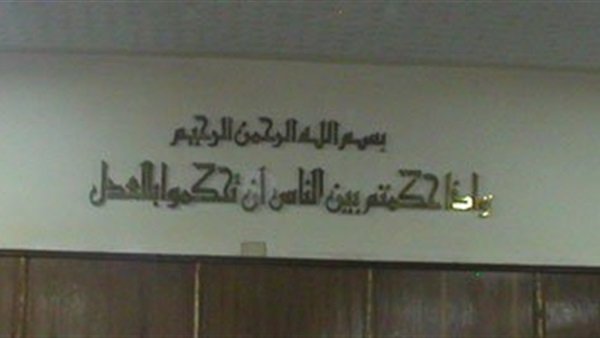 بسم الله الرحمن الرحيم
وإذا حكمتم بين الناس أن تحكموا بالعدل